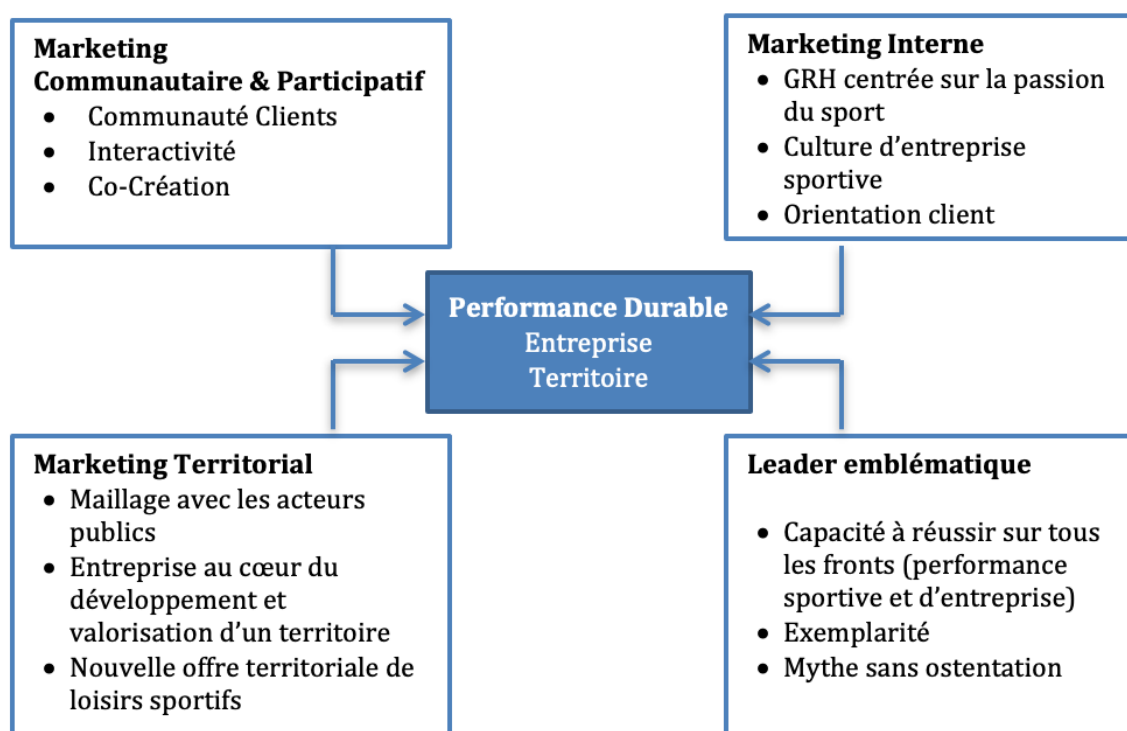 Marketing
Communautaire & Participatif
• Communauté Clients
• Interactivité
• Co-Création
Marketing Interne
• GRH centrée sur la passion
du sport
• Culture d'entreprise
sportive
• Orientation client
Performance Durable
Entreprise
Territoire
Marketing Territorial
• Maillage avec les acteurs
publics
• Entreprise au cœur du
développement et
valorisation d'un territoire
• Nouvelle offre territoriale de
loisirs sportifs
Leader emblématique
• Capacité à réussir sur tous
les fronts (performance
sportive et d'entreprise)
• Exemplarité
• Mythe sans ostentation